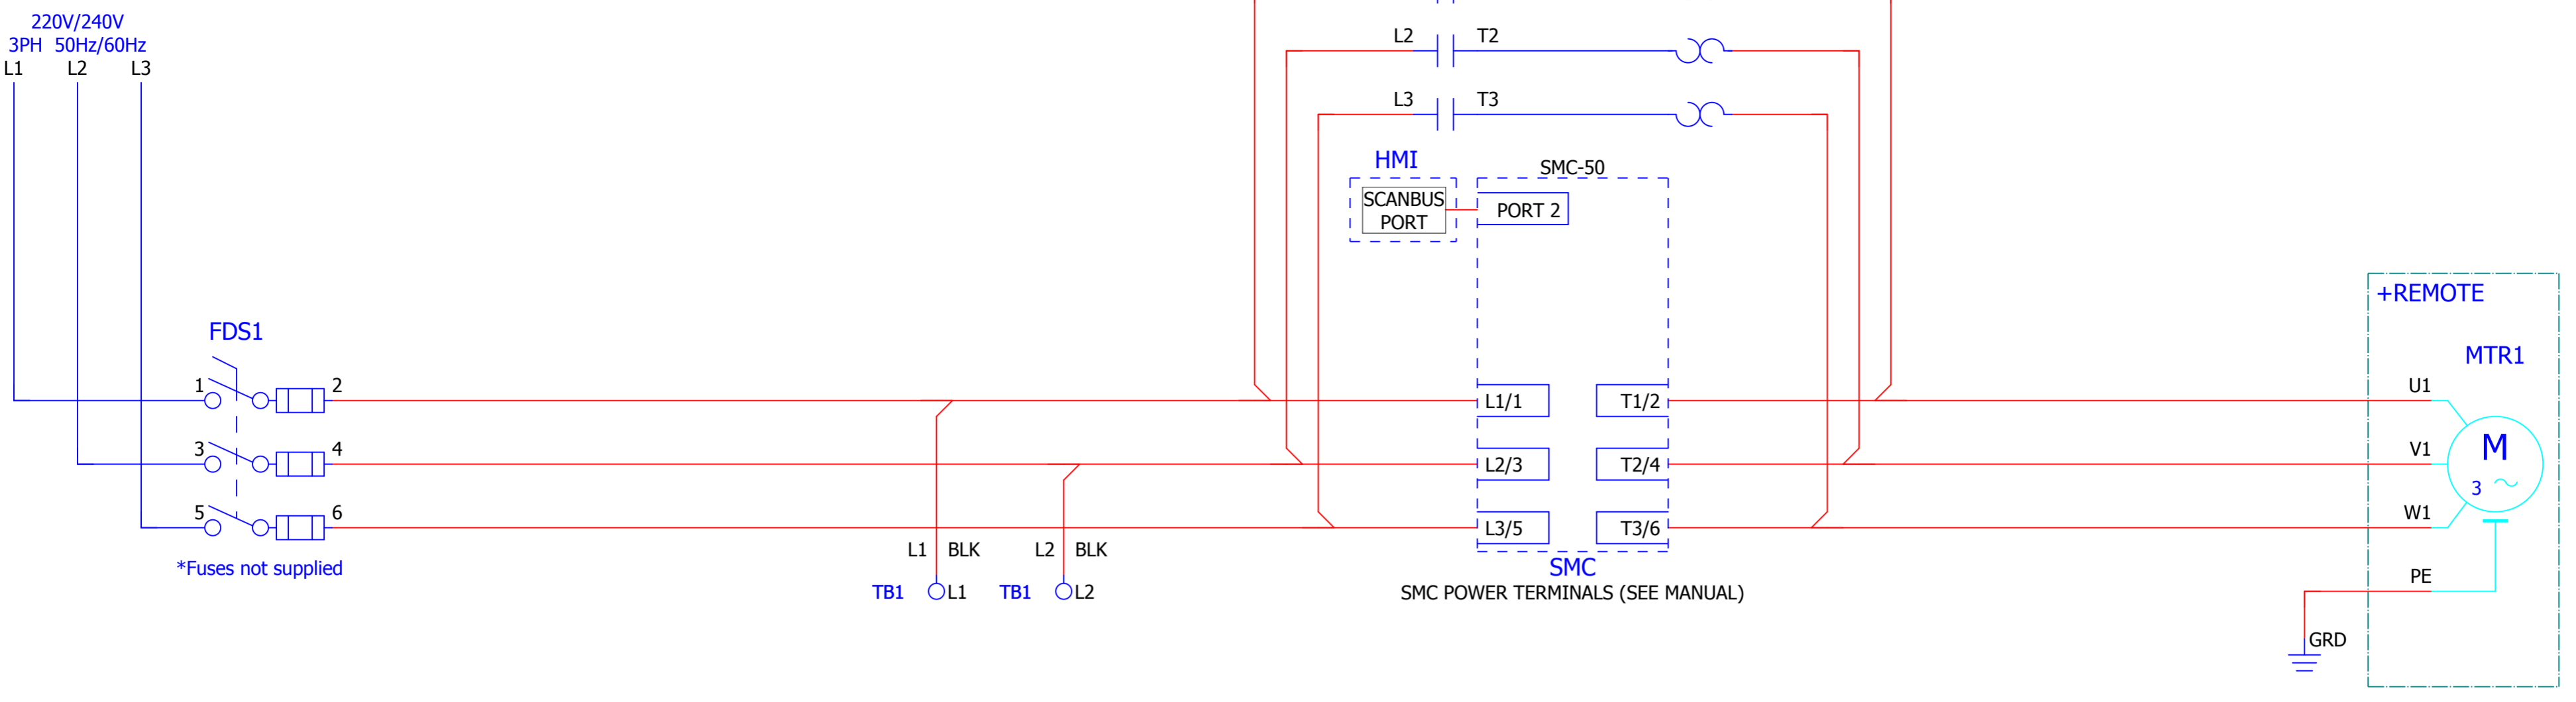 220V/240V
3PH 50Hz/60Hz
L1 L2 L3
L2 T2
L3 T3
HMI
SMC-50
SCANBUS
PORT
PORT 2
+REMOTE
FDS1
MTR1
1 2
L1/1 T1/2
U1
3 4
L2/3 T2/4
V1
M
3
5 6
L3/5 T3/6
W1
*Fuses not supplied
L1 BLK
L2 BLK
TB1 L1
TB1 L2
SMC
SMC POWER TERMINALS (SEE MANUAL)
PE
GRD